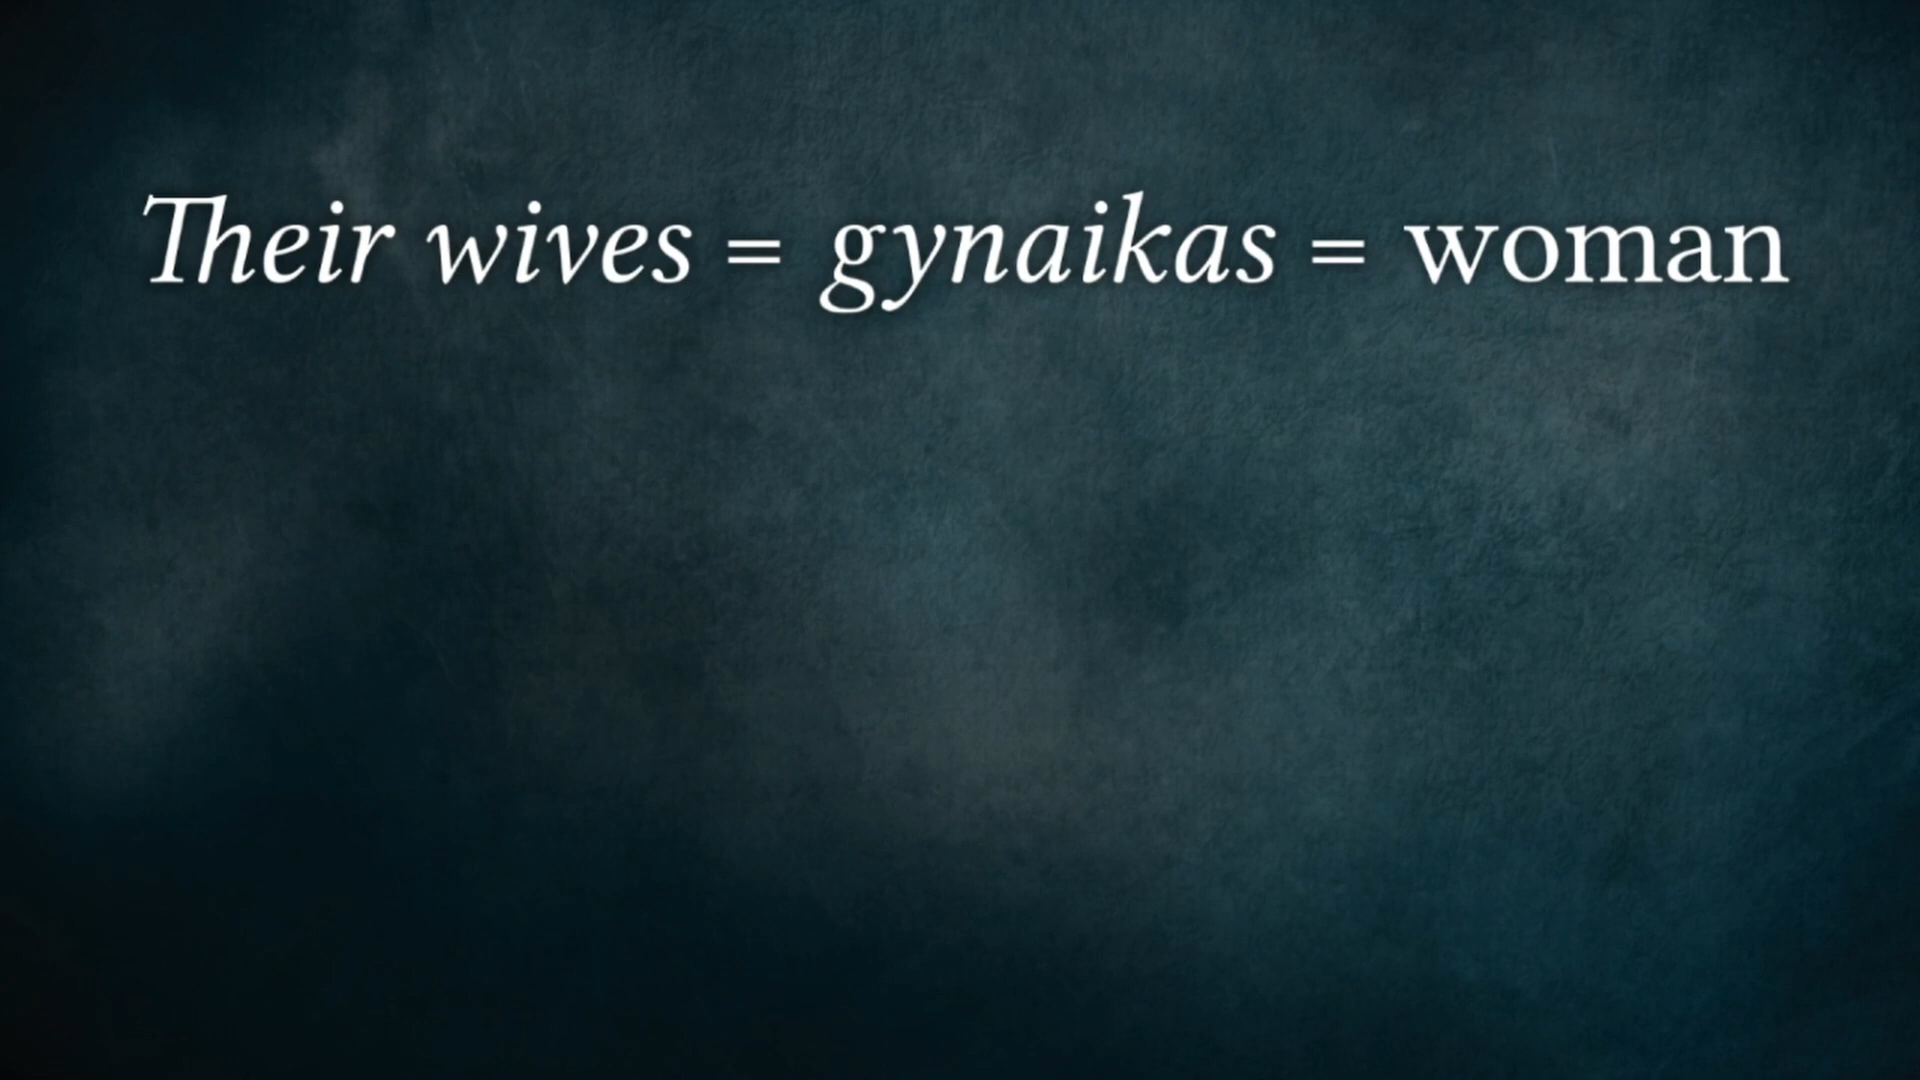 Their wives = gynaikas = woman